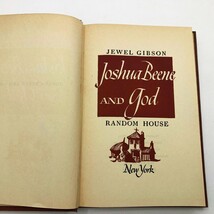 JEWEL GIBSON
Joshua Beene
AND God
RANDOM HOUSE
New York